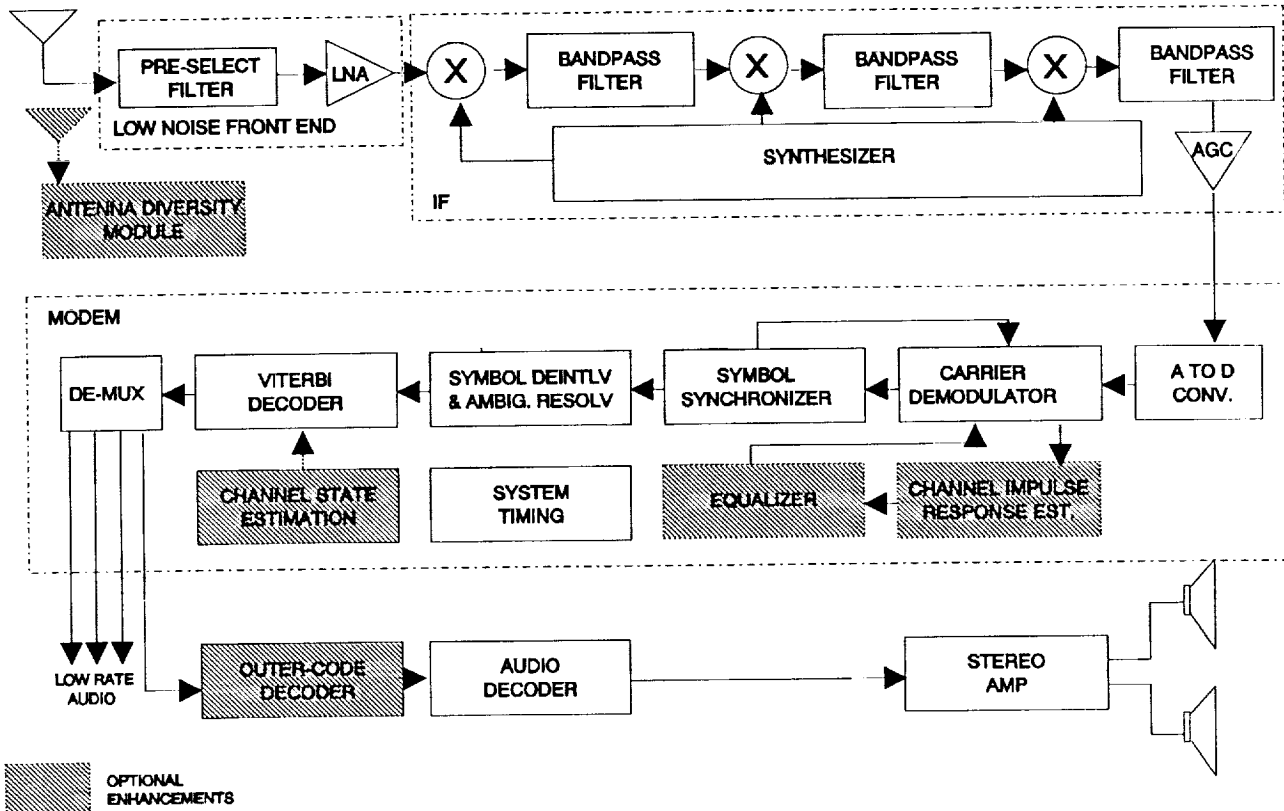 PRE-SELECT
FILTER
LNA
LOW NOISE FRONT END
X
BANDPASS
FILTER
X
BANDPASS
FILTER
X
BANDPASS
FILTER
SYNTHESIZER
AGC
IF
ANTENNA DIVERSITY
MODULE
MODEM
DE-MUX
VITERBI
DECODER
SYMBOL DEINTLV
& AMBIG. RESOLV
SYMBOL
SYNCHRONIZER
CARRIER
DEMODULATOR
A TO D
CONV.
CHANNEL STATE
ESTIMATION
SYSTEM
TIMING
EQUALIZER
CHANNEL IMPULSE
RESPONSE EST.
LOW RATE
AUDIO
OUTER-CODE
DECODER
AUDIO
DECODER
STEREO
AMP
OPTIONAL
ENHANCEMENTS